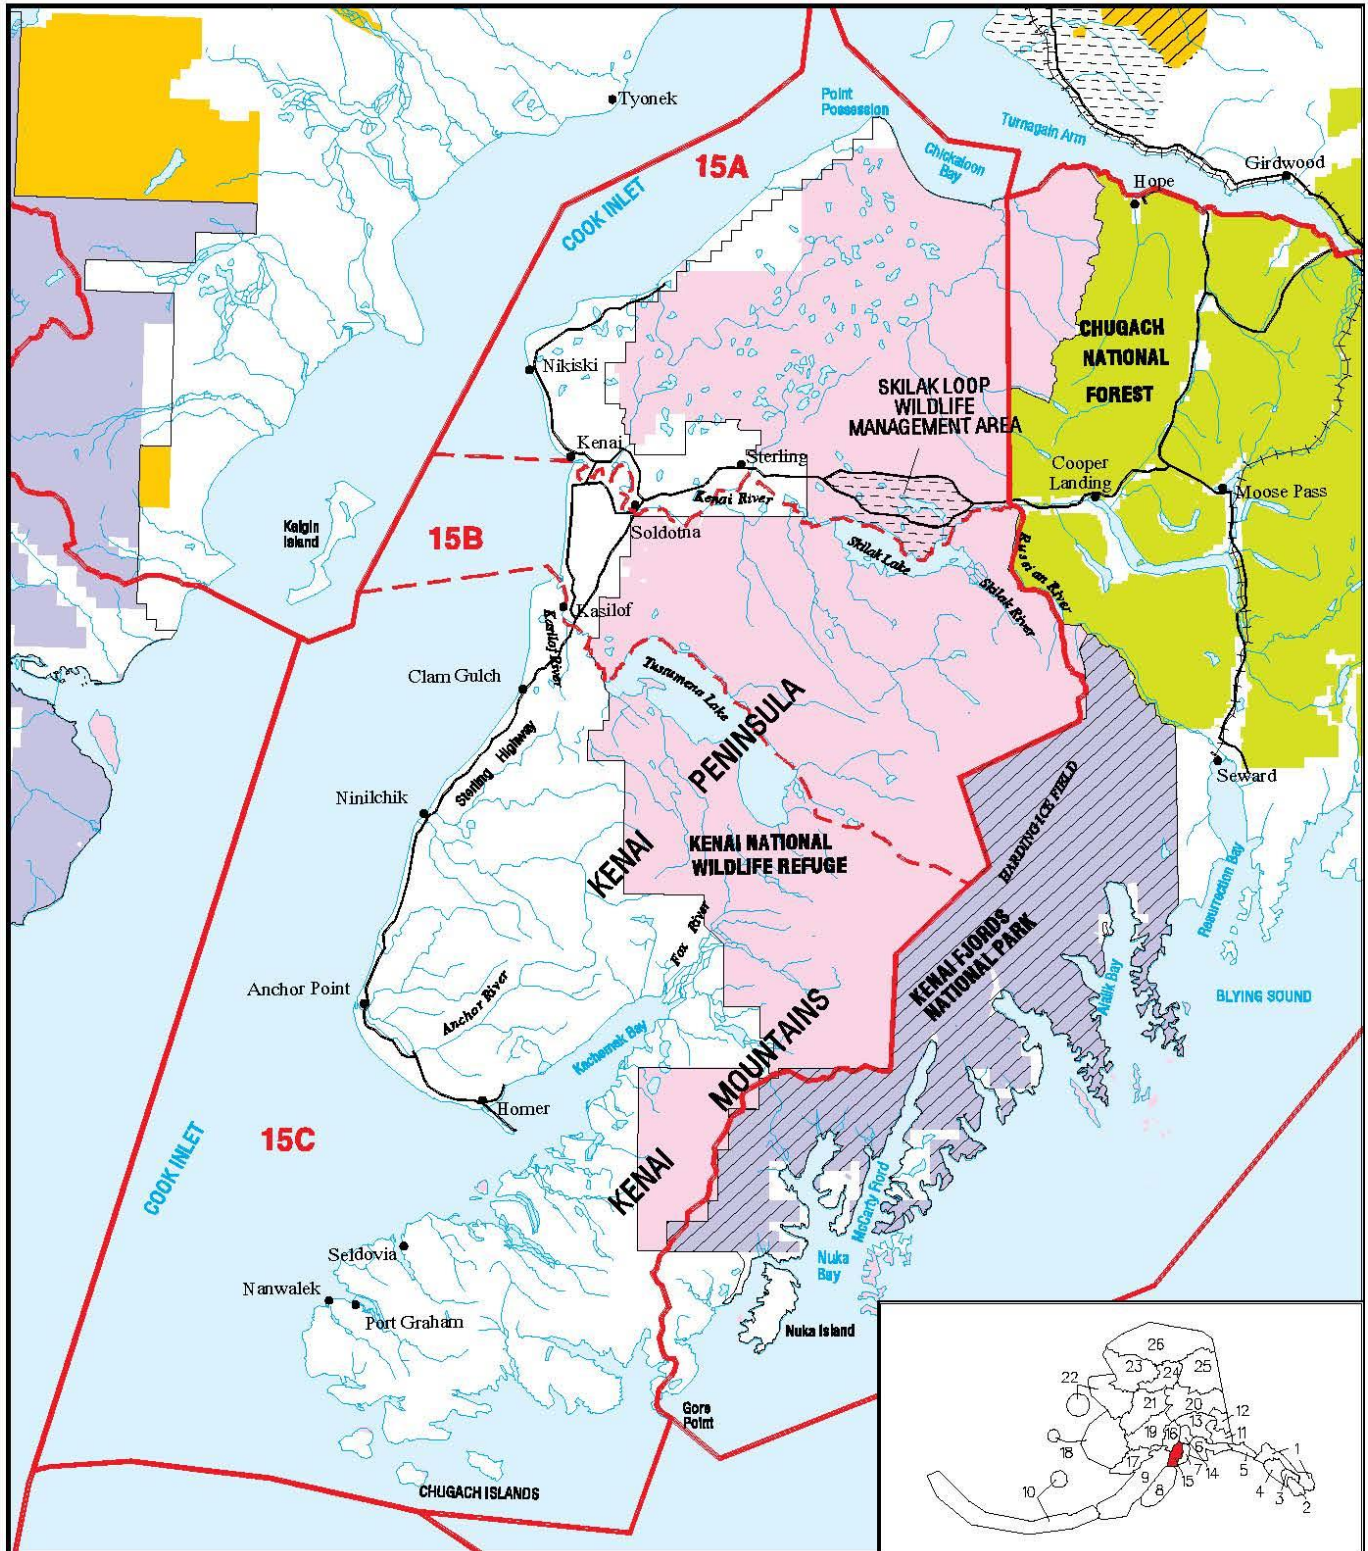 Tyonek
Point
Possession
Turnagain Arm
Girdwood
15A
Chickaloon
Bay
Hope
COOK INLET
CHUGACH
NATIONAL
FOREST
Nikiski
SKILAK LOOP
WILDLIFE
MANAGEMENT AREA
Kenai
Sterling
Cooper
Landing
Moose Pass
Kenai River
Kalgin
Island
15B
Soldotna
Skilak Lake
Russian River
Skilak River
Kasilof
Kasilof River
Clam Gulch
Tustumena Lake
Sterling Highway
Seward
Ninilchik
KENAI PENINSULA
KENAI NATIONAL
WILDLIFE REFUGE
HARDING ICE FIELD
Resurrection Bay
Fox River
KENAI FJORDS
NATIONAL PARK
Anchor Point
Anchor River
Aialik Bay
BLYING SOUND
Kachemak Bay
KENAI MOUNTAINS
Homer
15C
COOK INLET
McCarty Fiord
Seldovia
Nuka
Bay
Nanwalek
Port Graham
Nuka Island
Gore
Point
CHUGACH ISLANDS
26
23
24
25
22
21
20
12
13
19
16
11
18
17
6
1
9
7
14
5
15
10
8
4
3
2